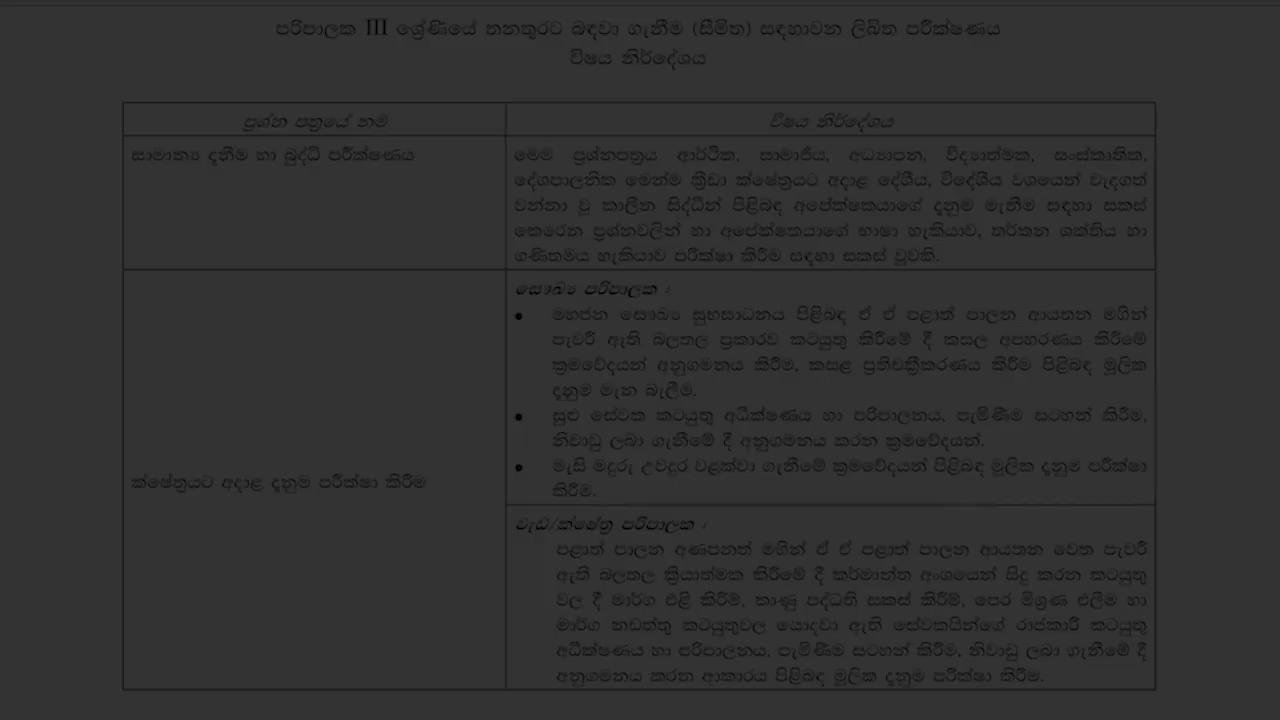 පරිපාලක III ශ්‍රේණියේ තනතුරට බඳවා ගැනීම (සීමිත) සඳහාවන ලිඛිත පරීක්ෂණය
විෂය නිර්දේශය
ප්‍රශ්න පත්‍රයේ නම
විෂය නිර්දේශය
සාමාන්‍ය දැනීම හා බුද්ධි පරීක්ෂණය
මෙම ප්‍රශ්නපත්‍රය ආර්ථික, සාමාජීය, අධ්‍යාපන, විද්‍යාත්මක, සංස්කෘතික,
දේශපාලනික මෙන්ම ක්‍රීඩා ක්ෂේත්‍රයට අදාළ දේශීය, විදේශීය වශයෙන් වැදගත්
වන්නා වූ කාලීන සිද්ධීන් පිළිබඳ අපේක්ෂකයාගේ දැනුම මැනීම සඳහා සකස්
කෙරෙන ප්‍රශ්නවලින් හා අපේක්ෂකයාගේ භාෂා හැකියාව, තර්කන ශක්තිය හා
ගණිතමය හැකියාව පරීක්ෂා කිරීම සඳහා සකස් වූවකි.
ක්ෂේත්‍රයට අදාළ දැනුම පරීක්ෂා කිරීම
සෞඛ්‍ය පරිපාලක :
• මහජන සෞඛ්‍ය සුභසාධනය පිළිබඳ ඒ ඒ පළාත් පාලන ආයතන මගින්
පැවරී ඇති බලතල ප්‍රකාරව කටයුතු කිරීමේ දී කසල අපහරණය කිරීමේ
ක්‍රමවේදයන් අනුගමනය කිරීම, කසළ ප්‍රතිචක්‍රීකරණය කිරීම පිළිබඳ මූලික
දැනුම මැන බැලීම.
• සුළු සේවක කටයුතු අධීක්ෂණය හා පරිපාලනය, පැමිණීම සටහන් කිරීම,
නිවාඩු ලබා ගැනීමේ දී අනුගමනය කරන ක්‍රමවේදයන්.
• මැසි මදුරු උවදුර වළක්වා ගැනීමේ ක්‍රමවේදයන් පිළිබඳ මූලික දැනුම පරීක්ෂා
කිරීම.
වැඩ/ක්ෂේත්‍ර පරිපාලක :
පළාත් පාලන අණපනත් මගින් ඒ ඒ පළාත් පාලන ආයතන වෙත පැවරී
ඇති බලතල ක්‍රියාත්මක කිරීමේ දී කර්මාන්ත අංශයෙන් සිදු කරන කටයුතු
වල දී මාර්ග එළි කිරීම්, කාණු පද්ධති සකස් කිරීම්, පෙර මිශ්‍රණ එලීම හා
මාර්ග නඩත්තු කටයුතුවල යොදවා ඇති සේවකයින්ගේ රාජකාරී කටයුතු
අධීක්ෂණය හා පරිපාලනය, පැමිණීම සටහන් කිරීම, නිවාඩු ලබා ගැනීමේ දී
අනුගමනය කරන ආකාරය පිළිබඳ මූලික දැනුම පරීක්ෂා කිරීම.